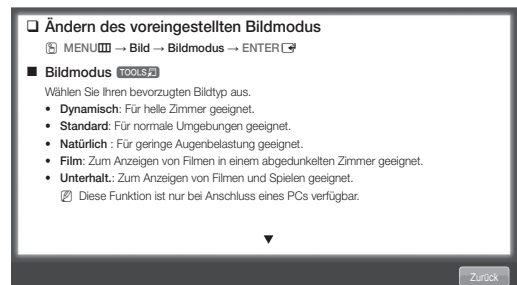 ❑ Ändern des voreingestellten Bildmodus
MENU → Bild → Bildmodus → ENTER
■ Bildmodus TOOLS
Wählen Sie Ihren bevorzugten Bildtyp aus.
• Dynamisch: Für helle Zimmer geeignet.
• Standard: Für normale Umgebungen geeignet.
• Natürlich : Für geringe Augenbelastung geeignet.
• Film: Zum Anzeigen von Filmen in einem abgedunkelten Zimmer geeignet.
• Unterhalt.: Zum Anzeigen von Filmen und Spielen geeignet.
Diese Funktion ist nur bei Anschluss eines PCs verfügbar.
▼
Zurück